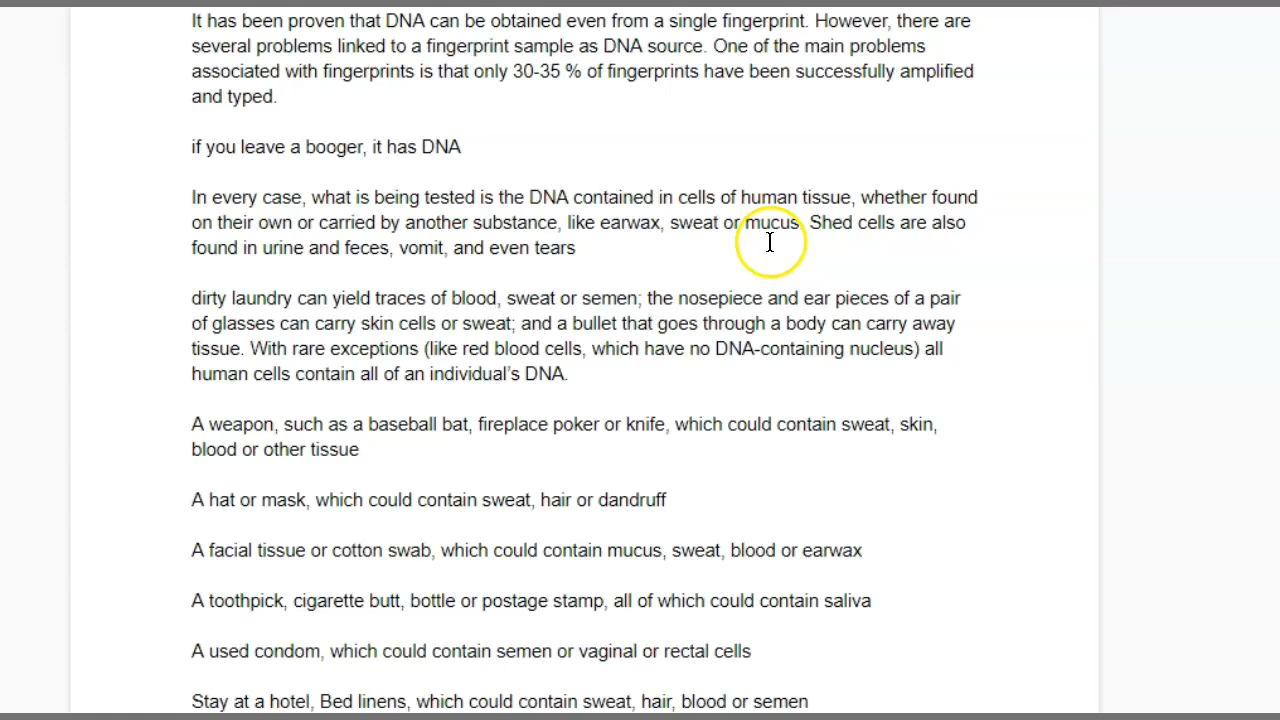 It has been proven that DNA can be obtained even from a single fingerprint. However, there are
several problems linked to a fingerprint sample as DNA source. One of the main problems
associated with fingerprints is that only 30-35 % of fingerprints have been successfully amplified
and typed.
if you leave a booger, it has DNA
In every case, what is being tested is the DNA contained in cells of human tissue, whether found
on their own or carried by another substance, like earwax, sweat or mucus. Shed cells are also
found in urine and feces, vomit, and even tears
dirty laundry can yield traces of blood, sweat or semen; the nosepiece and ear pieces of a pair
of glasses can carry skin cells or sweat; and a bullet that goes through a body can carry away
tissue. With rare exceptions (like red blood cells, which have no DNA-containing nucleus) all
human cells contain all of an individual’s DNA.
A weapon, such as a baseball bat, fireplace poker or knife, which could contain sweat, skin,
blood or other tissue
A hat or mask, which could contain sweat, hair or dandruff
A facial tissue or cotton swab, which could contain mucus, sweat, blood or earwax
A toothpick, cigarette butt, bottle or postage stamp, all of which could contain saliva
A used condom, which could contain semen or vaginal or rectal cells
Stay at a hotel, Bed linens, which could contain sweat, hair, blood or semen